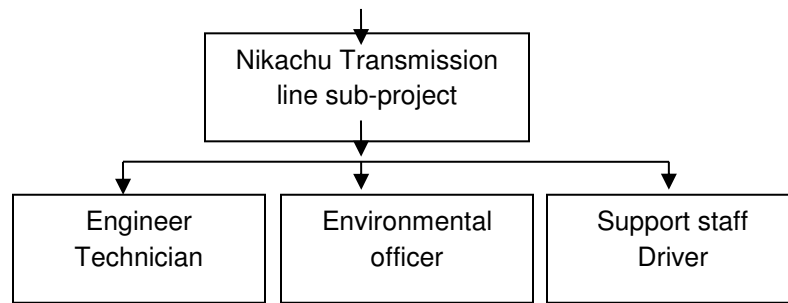 Nikachu Transmission
line sub-project
Engineer
Technician
Environmental
officer
Support staff
Driver